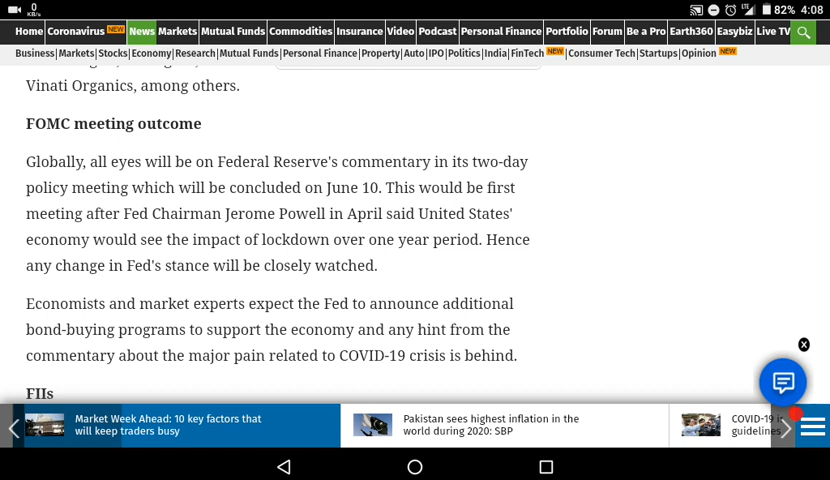 0 KB/s LTE 82% 4:08
Home Coronavirus NEW News Markets Mutual Funds Commodities Insurance Video Podcast Personal Finance Portfolio Forum Be a Pro Earth360 Easybiz Live TV
Business| Markets| Stocks| Economy| Research| Mutual Funds| Personal Finance| Property| Auto| IPO| Politics| India| FinTech NEW | Consumer Tech| Startups| Opinion NEW
Vinati Organics, among others.
FOMC meeting outcome
Globally, all eyes will be on Federal Reserve's commentary in its two-day
policy meeting which will be concluded on June 10. This would be first
meeting after Fed Chairman Jerome Powell in April said United States'
economy would see the impact of lockdown over one year period. Hence
any change in Fed's stance will be closely watched.
Economists and market experts expect the Fed to announce additional
bond-buying programs to support the economy and any hint from the
commentary about the major pain related to COVID-19 crisis is behind.
FIIs
Market Week Ahead: 10 key factors that
will keep traders busy
Pakistan sees highest inflation in the
world during 2020: SBP
COVID-19
guidelines